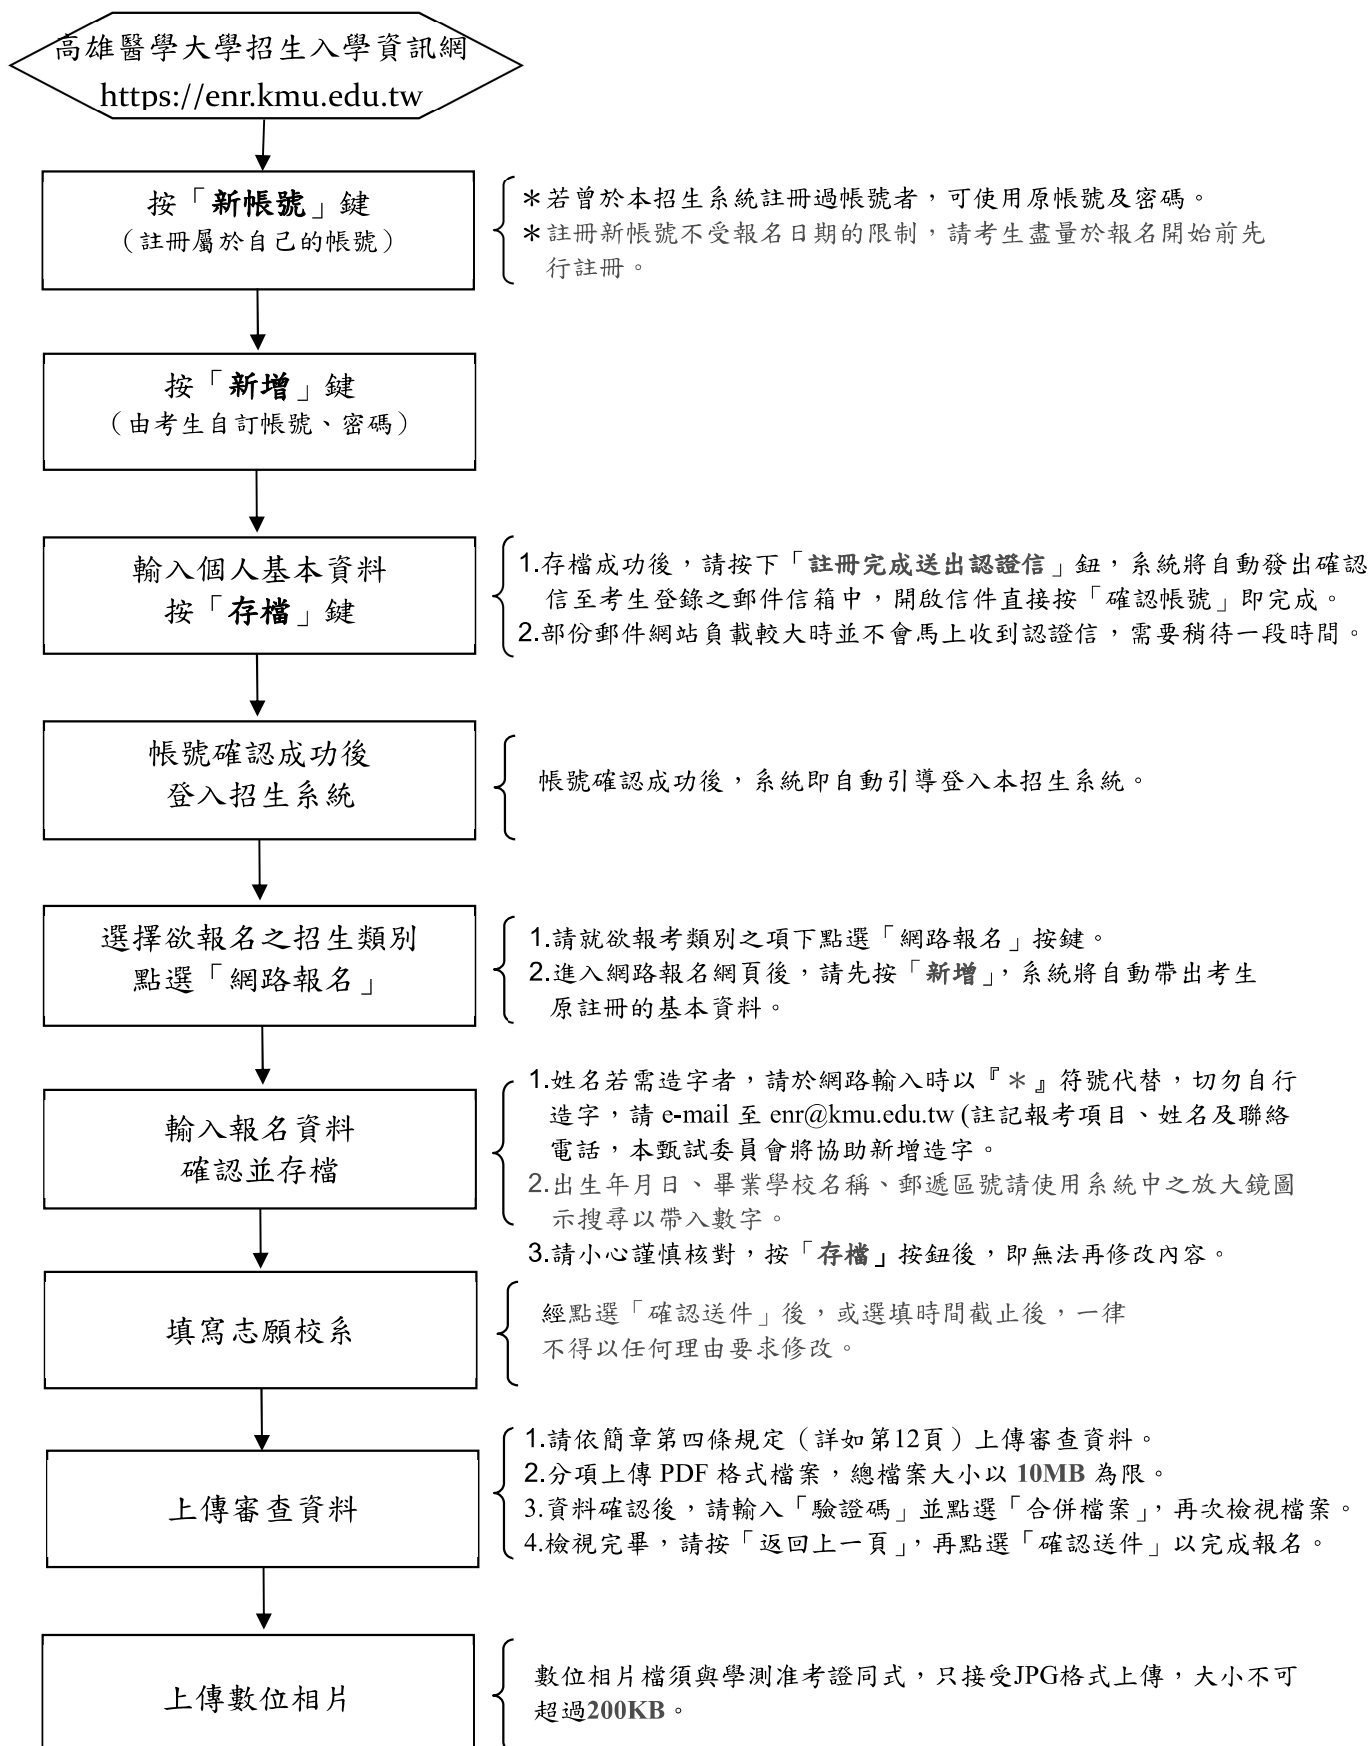 高雄醫學大學招生入學資訊網
https://enr.kmu.edu.tw
按「新帳號」鍵
（註冊屬於自己的帳號）
＊若曾於本招生系統註冊過帳號者，可使用原帳號及密碼。
＊註冊新帳號不受報名日期的限制，請考生盡量於報名開始前先
行註冊。
按「新增」鍵
（由考生自訂帳號、密碼）
輸入個人基本資料
按「存檔」鍵
1.存檔成功後，請按下「註冊完成送出認證信」鈕，系統將自動發出確認
信至考生登錄之郵件信箱中，開啟信件直接按「確認帳號」即完成。
2.部份郵件網站負載較大時並不會馬上收到認證信，需要稍待一段時間。
帳號確認成功後
登入招生系統
帳號確認成功後，系統即自動引導登入本招生系統。
選擇欲報名之招生類別
點選「網路報名」
1.請就欲報考類別之項下點選「網路報名」按鍵。
2.進入網路報名網頁後，請先按「新增」，系統將自動帶出考生
原註冊的基本資料。
輸入報名資料
確認並存檔
1.姓名若需造字者，請於網路輸入時以『＊』符號代替，切勿自行
造字，請 e-mail 至 enr@kmu.edu.tw (註記報考項目、姓名及聯絡
電話，本甄試委員會將協助新增造字。
2.出生年月日、畢業學校名稱、郵遞區號請使用系統中之放大鏡圖
示搜尋以帶入數字。
3.請小心謹慎核對，按「存檔」按鈕後，即無法再修改內容。
填寫志願校系
經點選「確認送件」後，或選填時間截止後，一律
不得以任何理由要求修改。
上傳審查資料
1.請依簡章第四條規定（詳如第12頁）上傳審查資料。
2.分項上傳 PDF 格式檔案，總檔案大小以 10MB 為限。
3.資料確認後，請輸入「驗證碼」並點選「合併檔案」，再次檢視檔案。
4.檢視完畢，請按「返回上一頁」，再點選「確認送件」以完成報名。
上傳數位相片
數位相片檔須與學測准考證同式，只接受JPG格式上傳，大小不可
超過200KB。